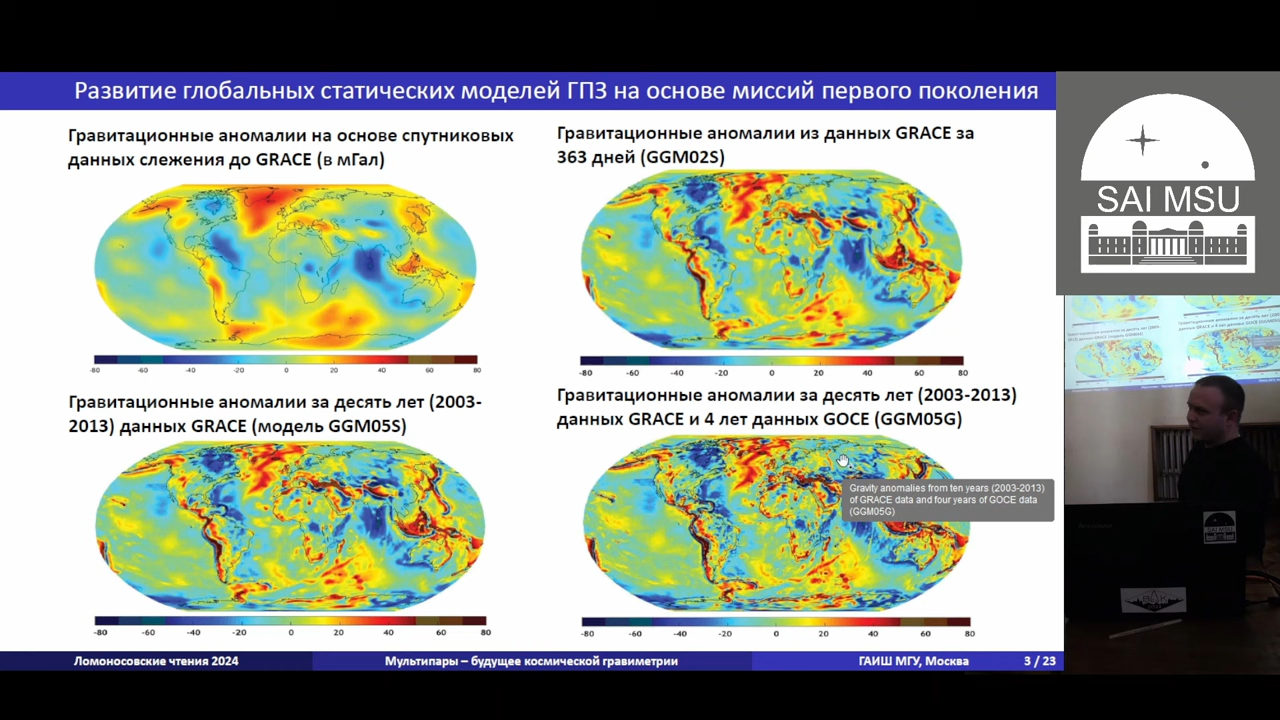 Развитие глобальных статических моделей ГПЗ на основе миссий первого поколения
Гравитационные аномалии на основе спутниковых
данных слежения до GRACE (в мГал)
-80 -60 -40 -20 0 20 40 60 80
Гравитационные аномалии из данных GRACE за
363 дней (GGM02S)
-80 -60 -40 -20 0 20 40 60 80
Гравитационные аномалии за десять лет (2003-
2013) данных GRACE (модель GGM05S)
-80 -60 -40 -20 0 20 40 60 80
Гравитационные аномалии за десять лет (2003-2013)
данных GRACE и 4 лет данных GOCE (GGM05G)
Gravity anomalies from ten years (2003-2013)
of GRACE data and four years of GOCE data
(GGM05G)
-80 -60 -40 -20 0 20 40 60 80
Ломоносовские чтения 2024
Мультипары – будущее космической гравиметрии
ГАИШ МГУ, Москва
3 / 23
SAI MSU
SAI MSU